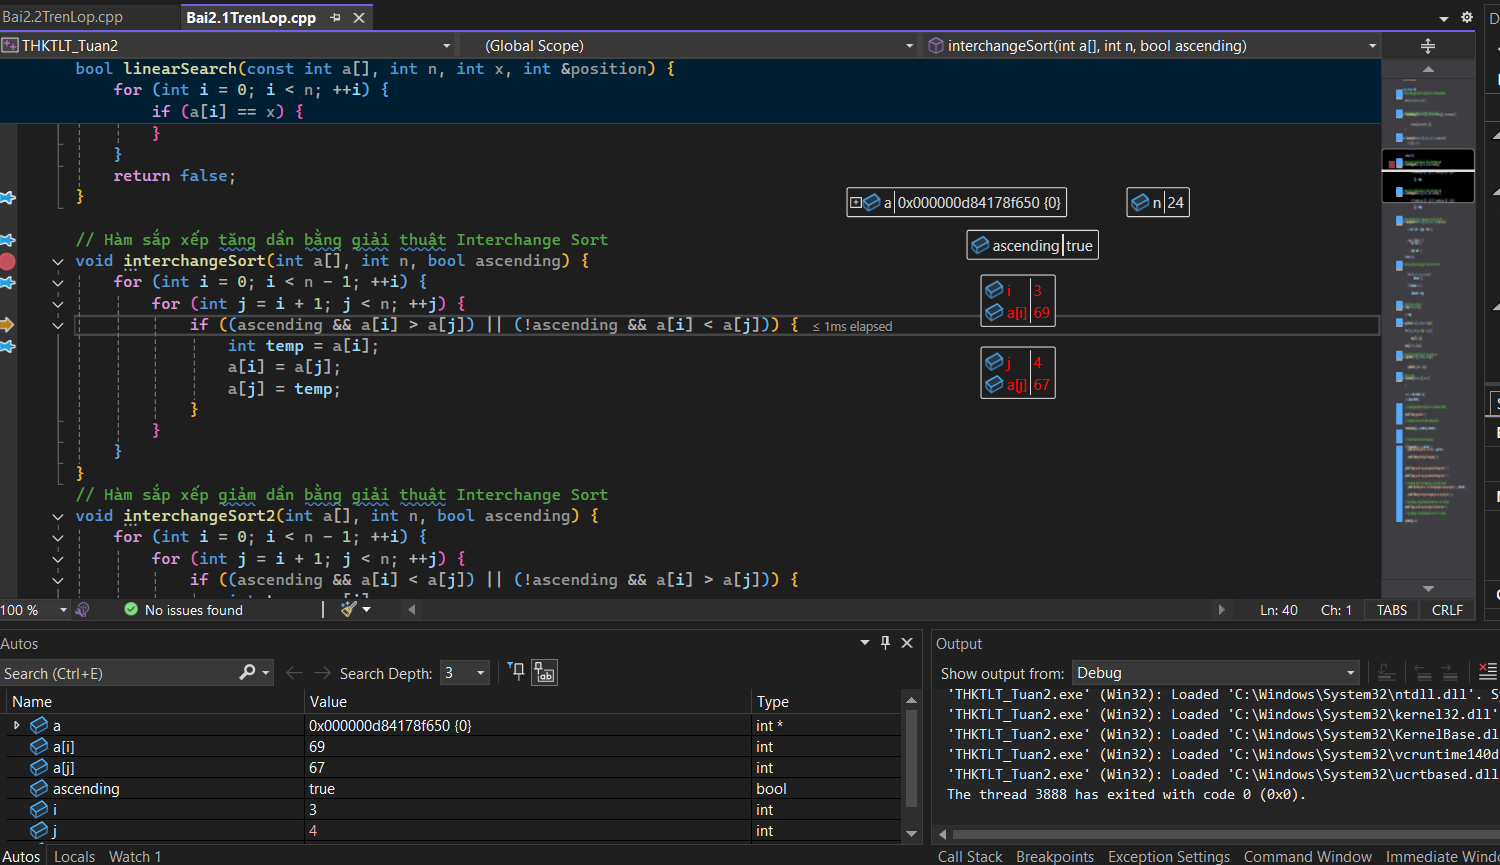 Bai2.2TrenLop.cpp
Bai2.1TrenLop.cpp
THKTLT_Tuan2
(Global Scope)
interchangeSort(int a[], int n, bool ascending)
bool linearSearch(const int a[], int n, int x, int &position) {
for (int i = 0; i < n; ++i) {
if (a[i] == x) {
}
}
return false;
}
a 0x000000d84178f650 {0}
n 24
// Hàm sắp xếp tăng dần bằng giải thuật Interchange Sort
ascending true
void interchangeSort(int a[], int n, bool ascending) {
for (int i = 0; i < n - 1; ++i) {
i 3
for (int j = i + 1; j < n; ++j) {
a[i] 69
if ((ascending && a[i] > a[j]) || (!ascending && a[i] < a[j])) { ≤ 1ms elapsed
int temp = a[i];
j 4
a[i] = a[j];
a[j] 67
a[j] = temp;
}
}
}
}
// Hàm sắp xếp giảm dần bằng giải thuật Interchange Sort
void interchangeSort2(int a[], int n, bool ascending) {
for (int i = 0; i < n - 1; ++i) {
for (int j = i + 1; j < n; ++j) {
if ((ascending && a[i] < a[j]) || (!ascending && a[i] > a[j])) {
100 %
No issues found
Ln: 40 Ch: 1 TABS CRLF
Autos
Search (Ctrl+E)
Search Depth: 3
Name Value Type
a 0x000000d84178f650 {0} int *
a[i] 69 int
a[j] 67 int
ascending true bool
i 3 int
j 4 int
Autos Locals Watch 1
Output
Show output from: Debug
'THKTLT_Tuan2.exe' (Win32): Loaded 'C:\Windows\System32\ntdll.dll'. Sy
'THKTLT_Tuan2.exe' (Win32): Loaded 'C:\Windows\System32\kernel32.dll'
'THKTLT_Tuan2.exe' (Win32): Loaded 'C:\Windows\System32\KernelBase.dl
'THKTLT_Tuan2.exe' (Win32): Loaded 'C:\Windows\System32\vcruntime140d
'THKTLT_Tuan2.exe' (Win32): Loaded 'C:\Windows\System32\ucrtbased.dll
The thread 3888 has exited with code 0 (0x0).
Call Stack Breakpoints Exception Settings Command Window Immediate Wind